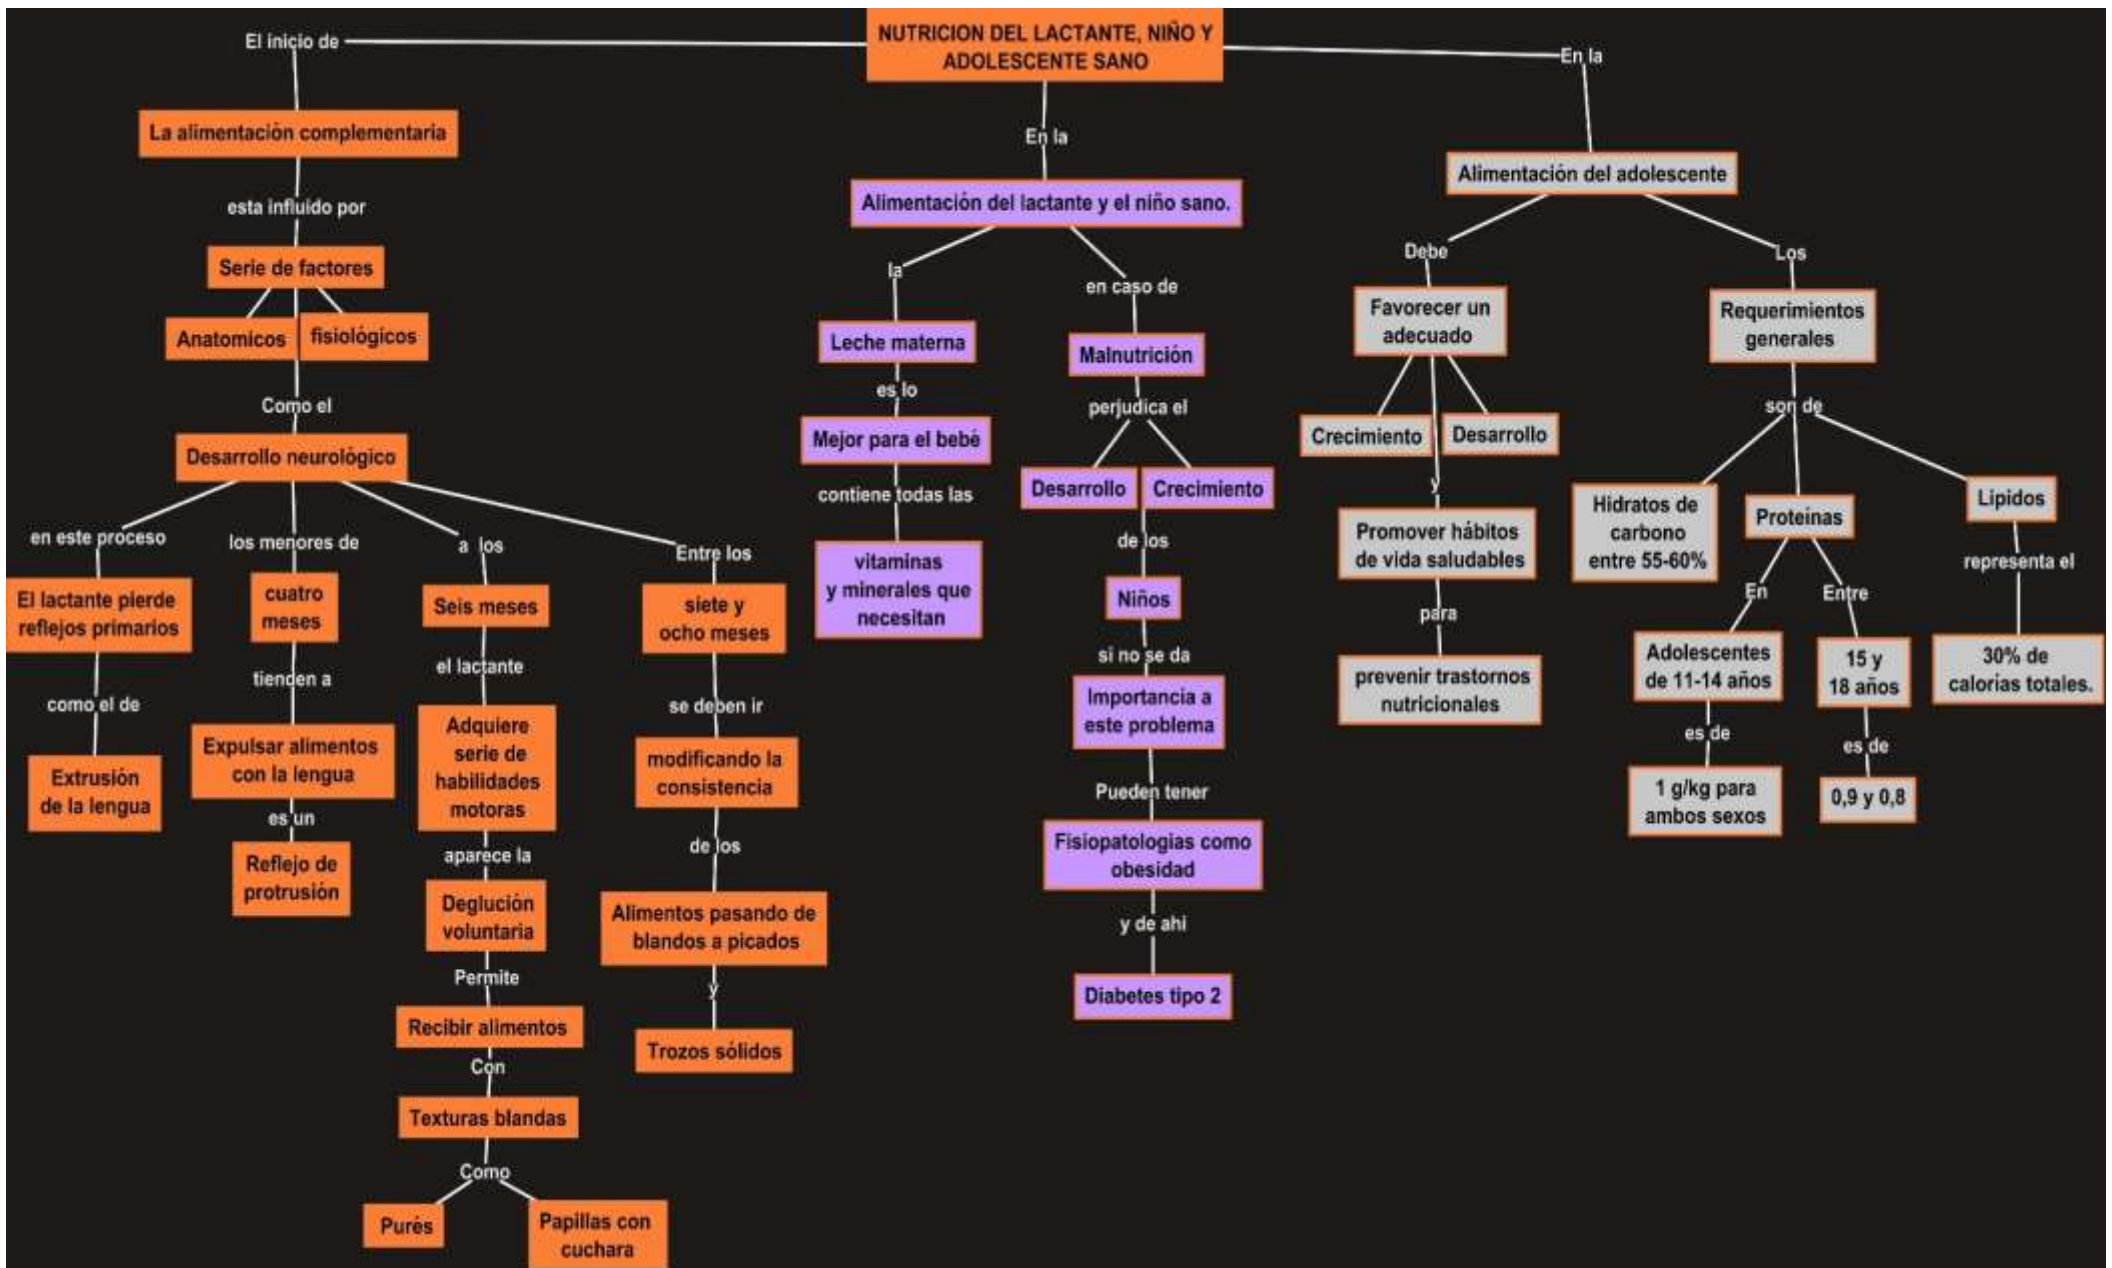 NUTRICION DEL LACTANTE, NIÑO Y
ADOLESCENTE SANO
El inicio de
La alimentación complementaria
esta influido por
Serie de factores
Anatomicos
fisiológicos
Como el
Desarrollo neurológico
en este proceso
El lactante pierde
reflejos primarios
como el de
Extrusión
de la lengua
los menores de
cuatro
meses
tienden a
Expulsar alimentos
con la lengua
es un
Reflejo de
protrusión
a los
Seis meses
el lactante
Adquiere
serie de
habilidades
motoras
aparece la
Deglución
voluntaria
Permite
Recibir alimentos
Con
Texturas blandas
Como
Purés
Papillas con
cuchara
Entre los
siete y
ocho meses
se deben ir
modificando la
consistencia
de los
Alimentos pasando de
blandos a picados
y
Trozos sólidos
En la
Alimentación del lactante y el niño sano.
la
Leche materna
es lo
Mejor para el bebé
contiene todas las
vitaminas
y minerales que
necesitan
en caso de
Malnutrición
perjudica el
Desarrollo
Crecimiento
de los
Niños
si no se da
Importancia a
este problema
Pueden tener
Fisiopatologías como
obesidad
y de ahi
Diabetes tipo 2
En la
Alimentación del adolescente
Debe
Favorecer un
adecuado
Crecimiento
Desarrollo
y
Promover hábitos
de vida saludables
para
prevenir trastornos
nutricionales
Los
Requerimientos
generales
son de
Hidratos de
carbono
entre 55-60%
Proteínas
En
Adolescentes
de 11-14 años
es de
1 g/kg para
ambos sexos
Entre
15 y
18 años
es de
0,9 y 0,8
Lípidos
representa el
30% de
calorías totales.